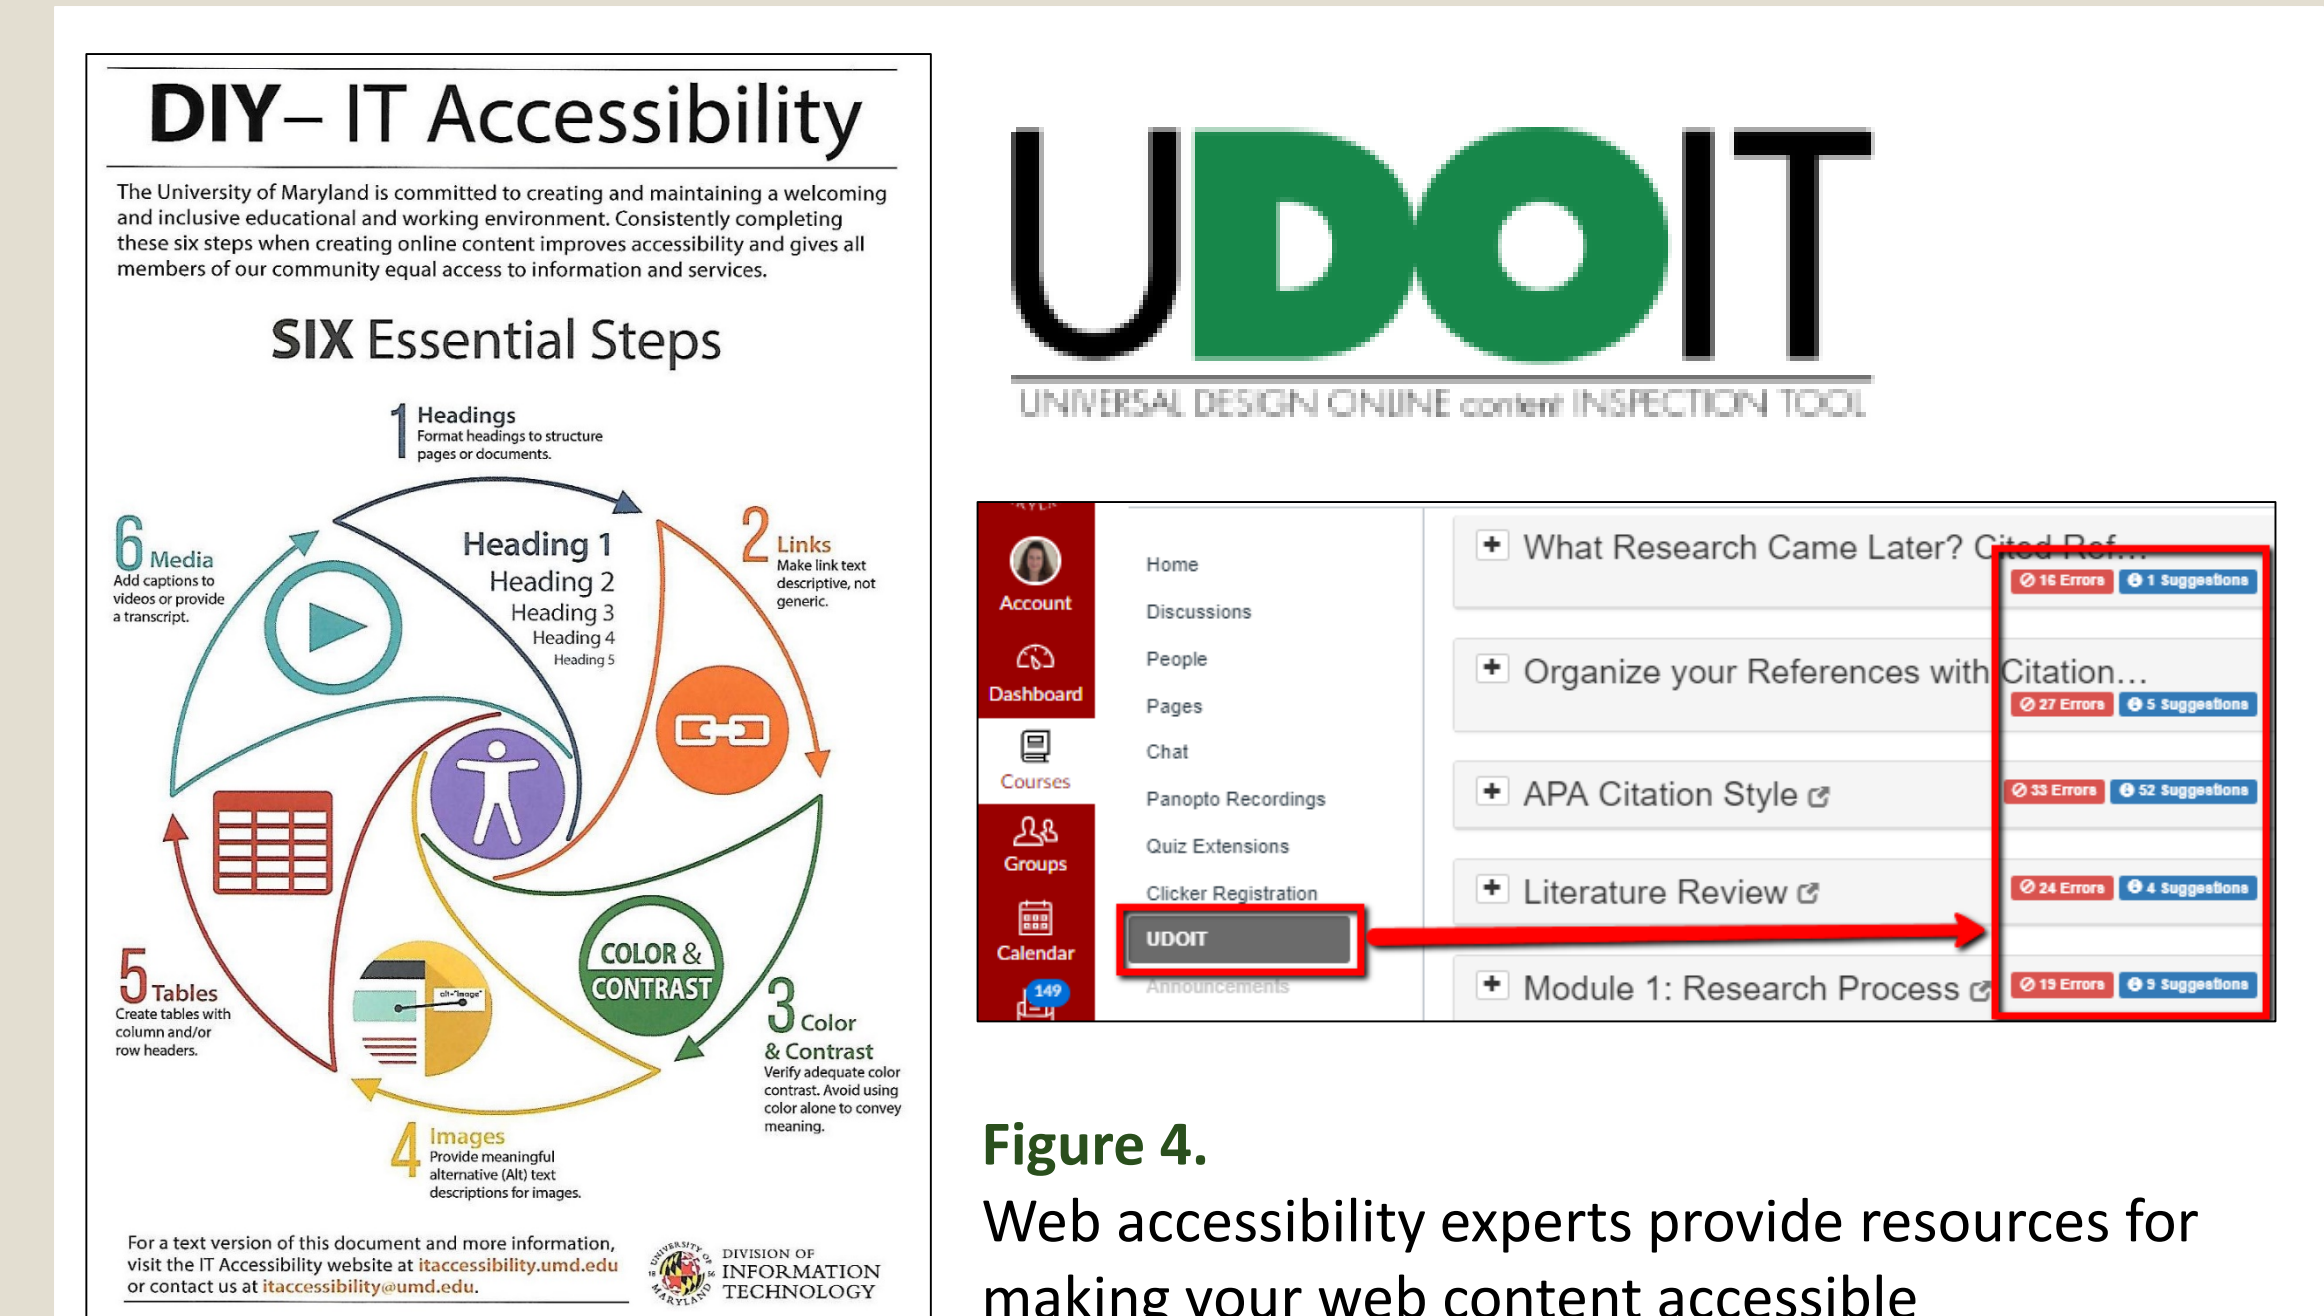 DIY– IT Accessibility
The University of Maryland is committed to creating and maintaining a welcoming
and inclusive educational and working environment. Consistently completing
these six steps when creating online content improves accessibility and gives all
members of our community equal access to information and services.
SIX Essential Steps
1 Headings
Format headings to structure
pages or documents.
Heading 1
Heading 2
Heading 3
Heading 4
Heading 5
2 Links
Make link text
descriptive, not
generic.
COLOR &
CONTRAST
3 Color
& Contrast
Verify adequate color
contrast. Avoid using
color alone to convey
meaning.
alt="Image"
4 Images
Provide meaningful
alternative (Alt) text
descriptions for images.
5 Tables
Create tables with
column and/or
row headers.
6 Media
Add captions to
videos or provide
a transcript.
For a text version of this document and more information,
visit the IT Accessibility website at itaccessibility.umd.edu
or contact us at itaccessibility@umd.edu.
UNIVERSITY OF
MARYLAND
18 56
DIVISION OF
INFORMATION
TECHNOLOGY
UDOIT
UNIVERSAL DESIGN ONLINE content INSPECTION TOOL
Account
Dashboard
Courses
Groups
Calendar
149
Home
Discussions
People
Pages
Chat
Panopto Recordings
Quiz Extensions
Clicker Registration
UDOIT
Announcements
What Research Came Later? Cited Ref...
16 Errors 1 Suggestions
Organize your References with Citation...
27 Errors 5 Suggestions
APA Citation Style
33 Errors 52 Suggestions
Literature Review
24 Errors 4 Suggestions
Module 1: Research Process
19 Errors 9 Suggestions
Figure 4.
Web accessibility experts provide resources for
making your web content accessible